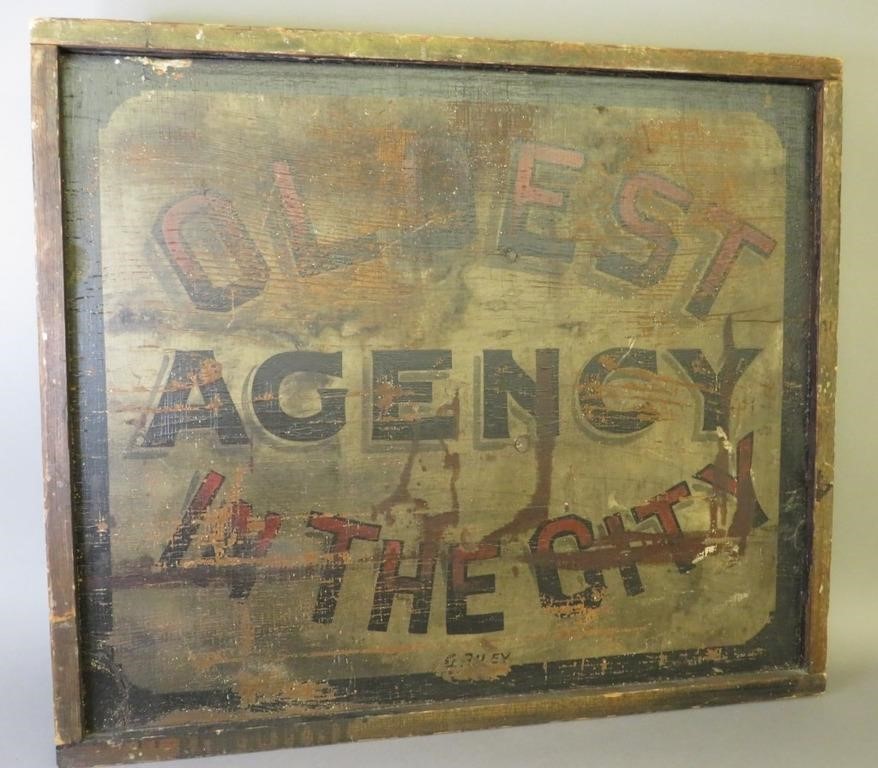 OLDEST
AGENCY
IN THE CITY